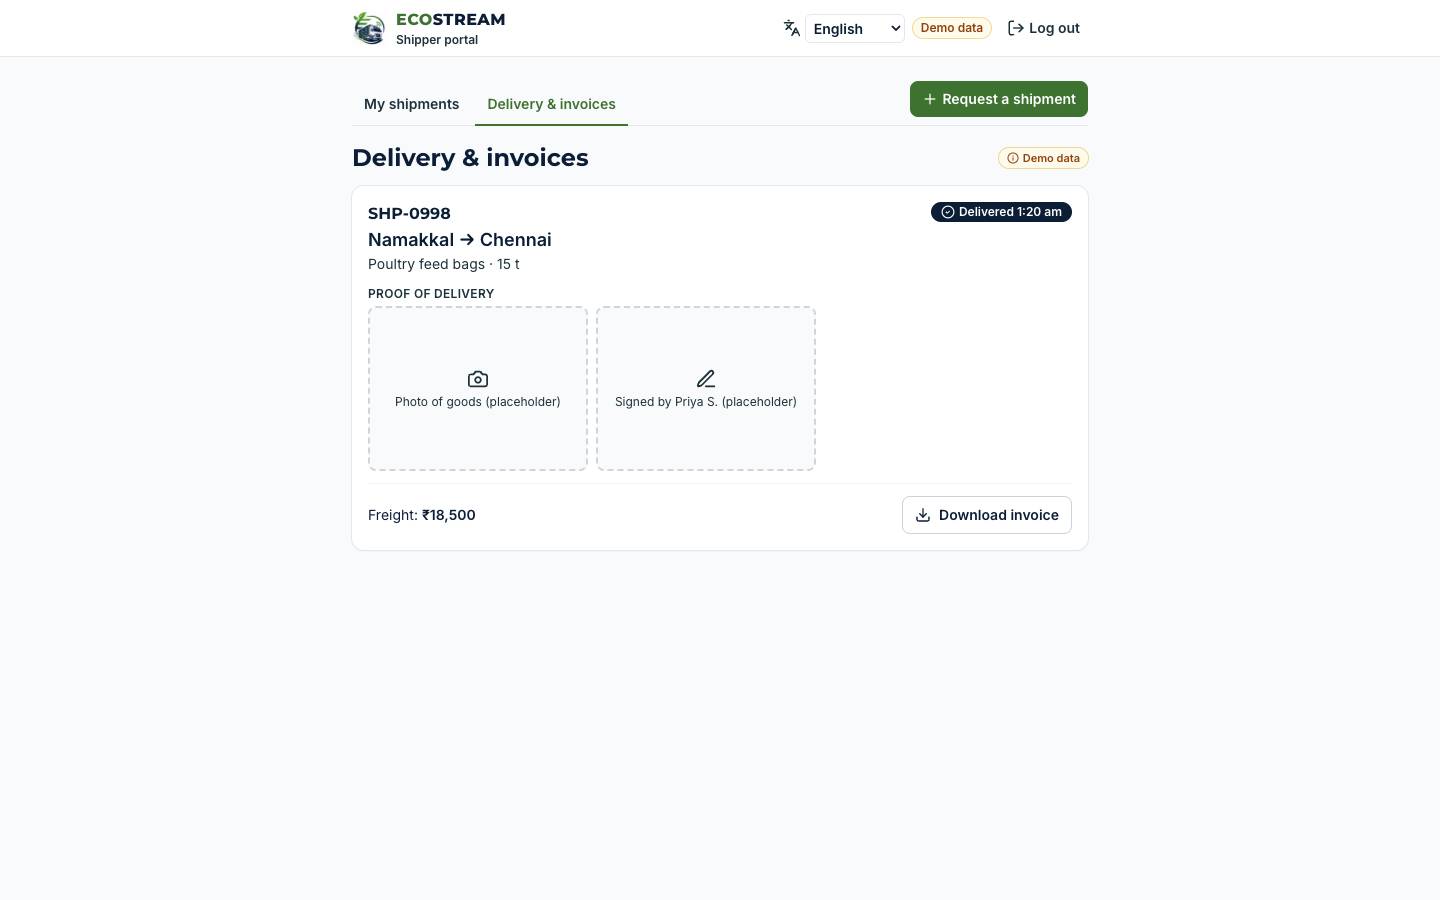 ECOSTREAM
Shipper portal
English
Demo data
Log out
My shipments
Delivery & invoices
Request a shipment
Delivery & invoices
Demo data
SHP-0998
Delivered 1:20 am
Namakkal → Chennai
Poultry feed bags · 15 t
PROOF OF DELIVERY
Photo of goods (placeholder)
Signed by Priya S. (placeholder)
Freight: ₹18,500
Download invoice